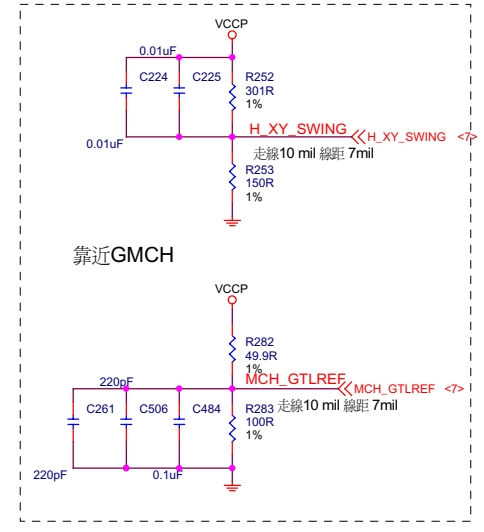 VCCP
0.01uF
C224
C225
R252
301R
1%
H_XY_SWING
H_XY_SWING <7>
0.01uF
走線10 mil 線距 7mil
R253
150R
1%
靠近GMCH
VCCP
R282
49.9R
1%
MCH_GTLREF
MCH_GTLREF <7>
220pF
C261
C506
C484
R283
100R
1%
走線10 mil 線距 7mil
220pF
0.1uF